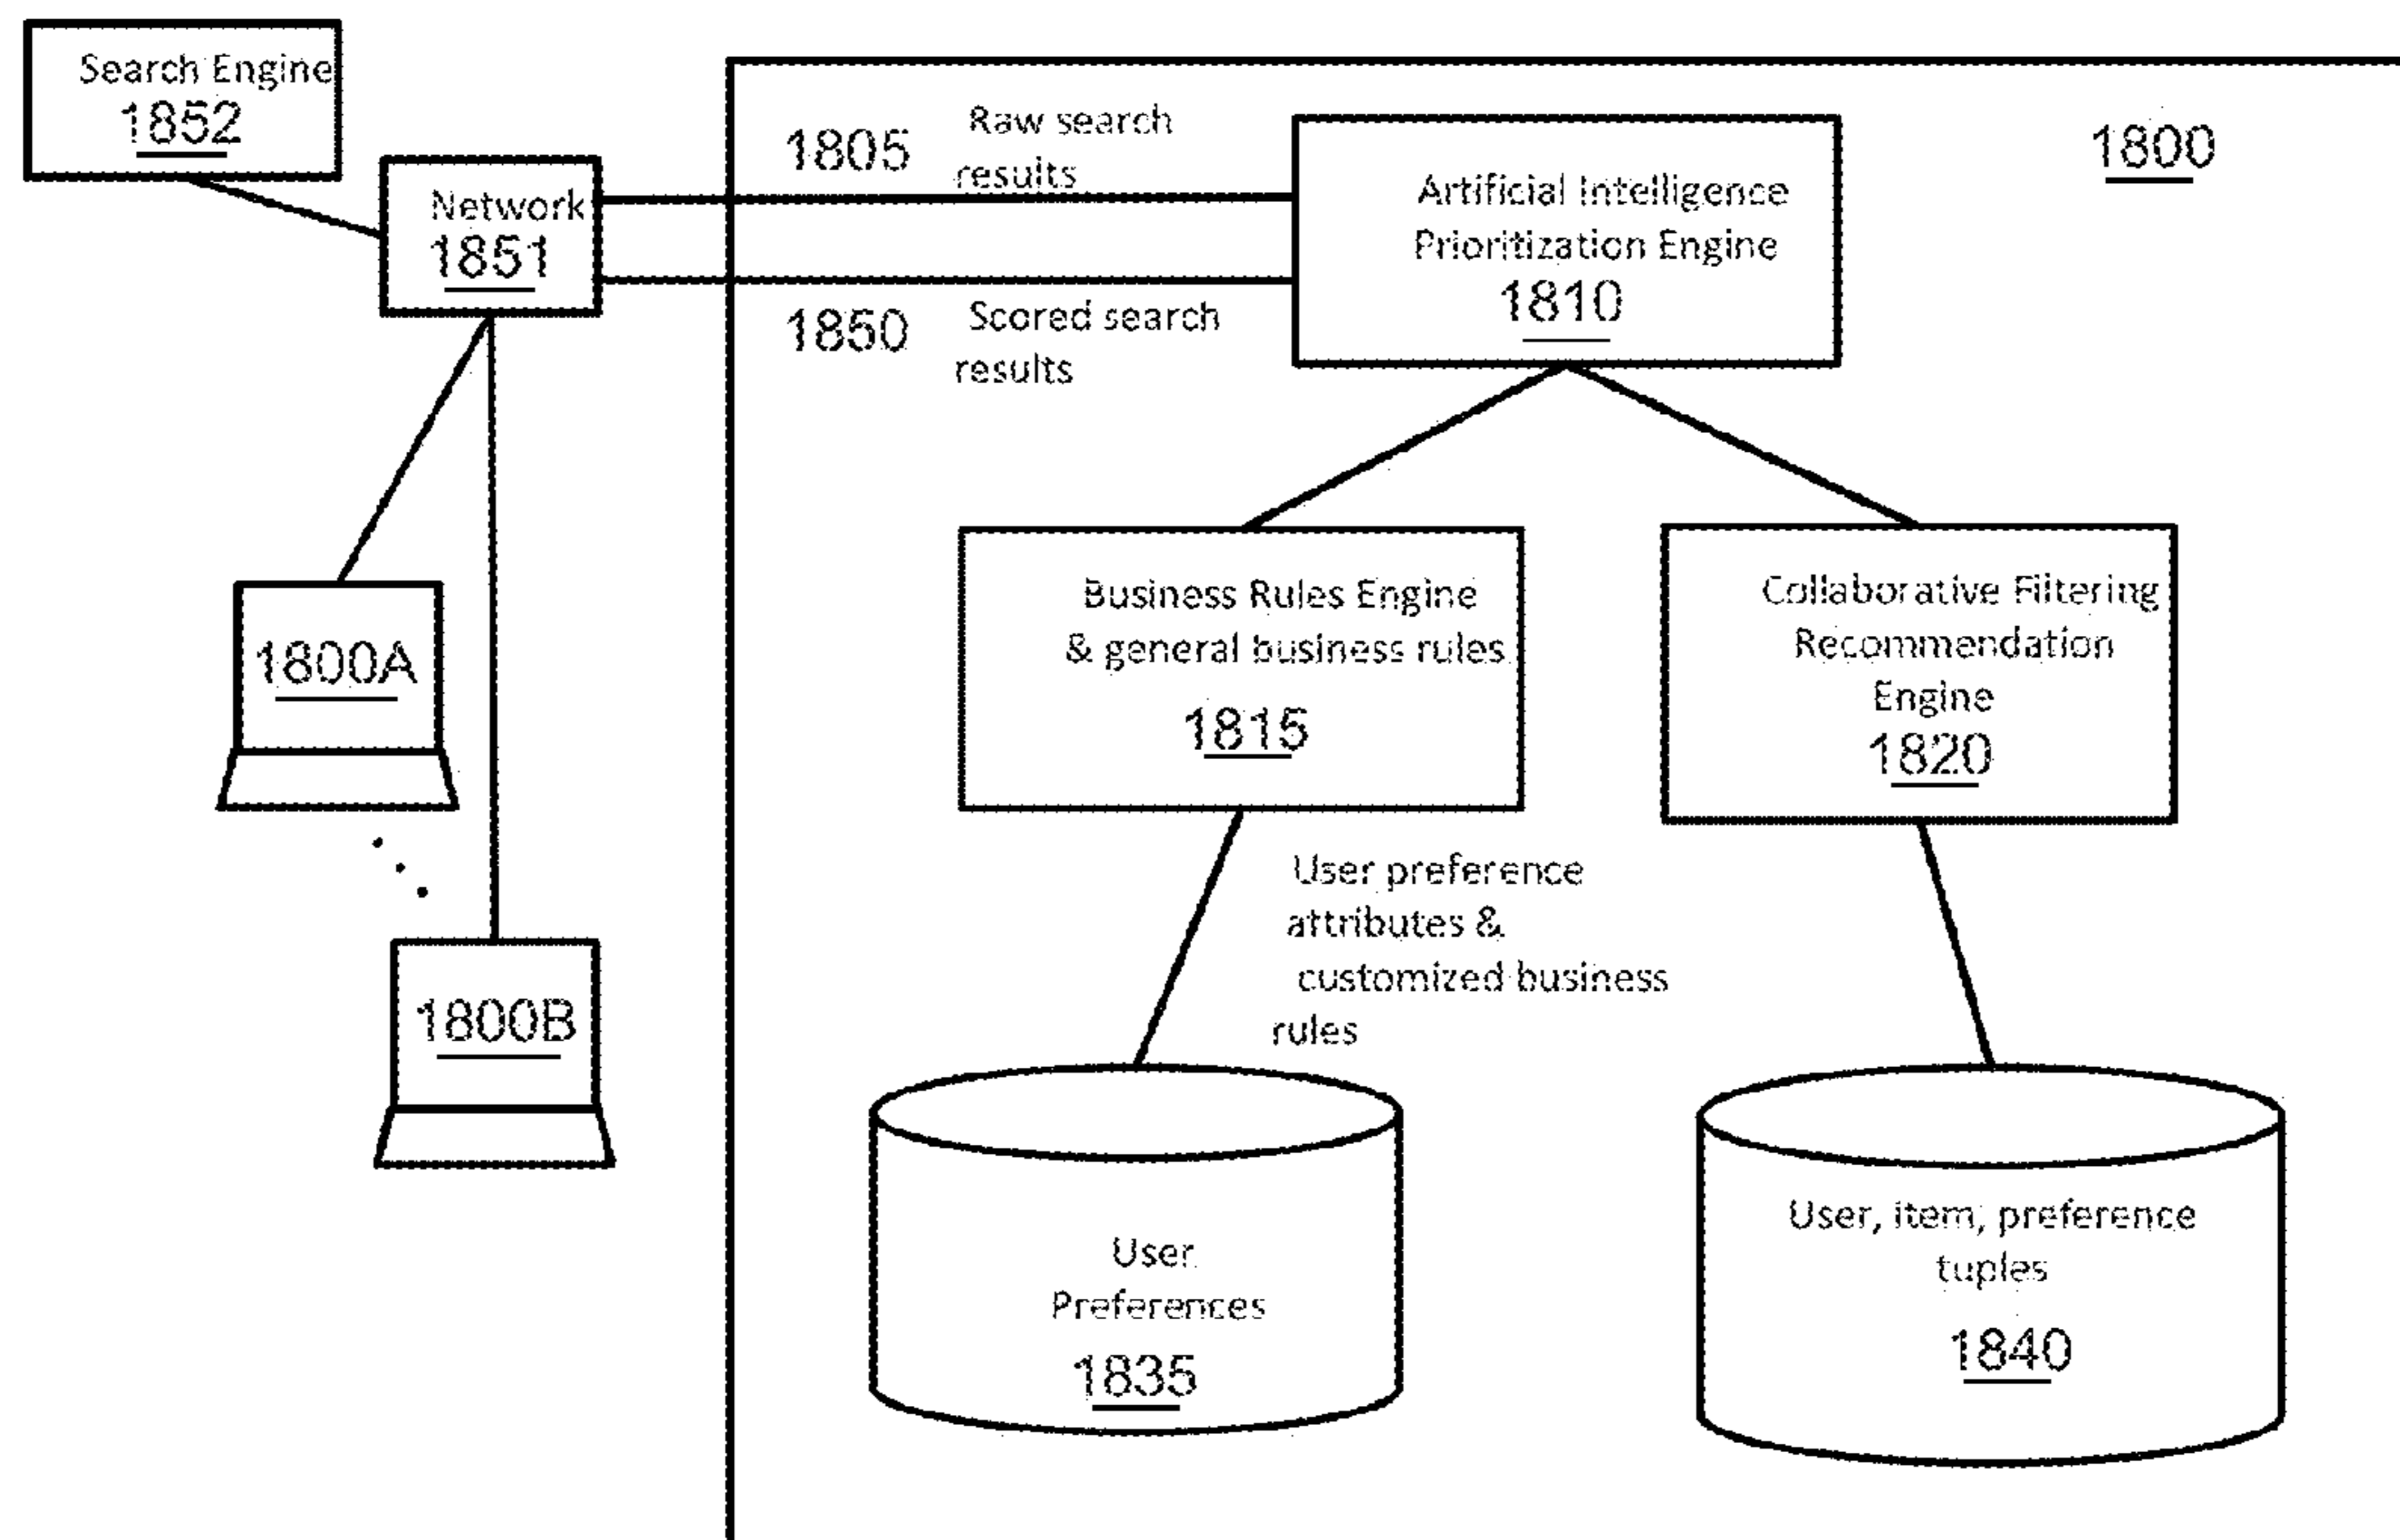 Search Engine
1852
Network
1851
1805
Raw search
results
1850
Scored search
results
Artificial Intelligence
Prioritization Engine
1810
1800
Business Rules Engine
& general business rules
1815
Collaborative Filtering
Recommendation
Engine
1820
1800A
1800B
User preference
attributes &
customized business
rules
User
Preferences
1835
User, item, preference
tuples
1840